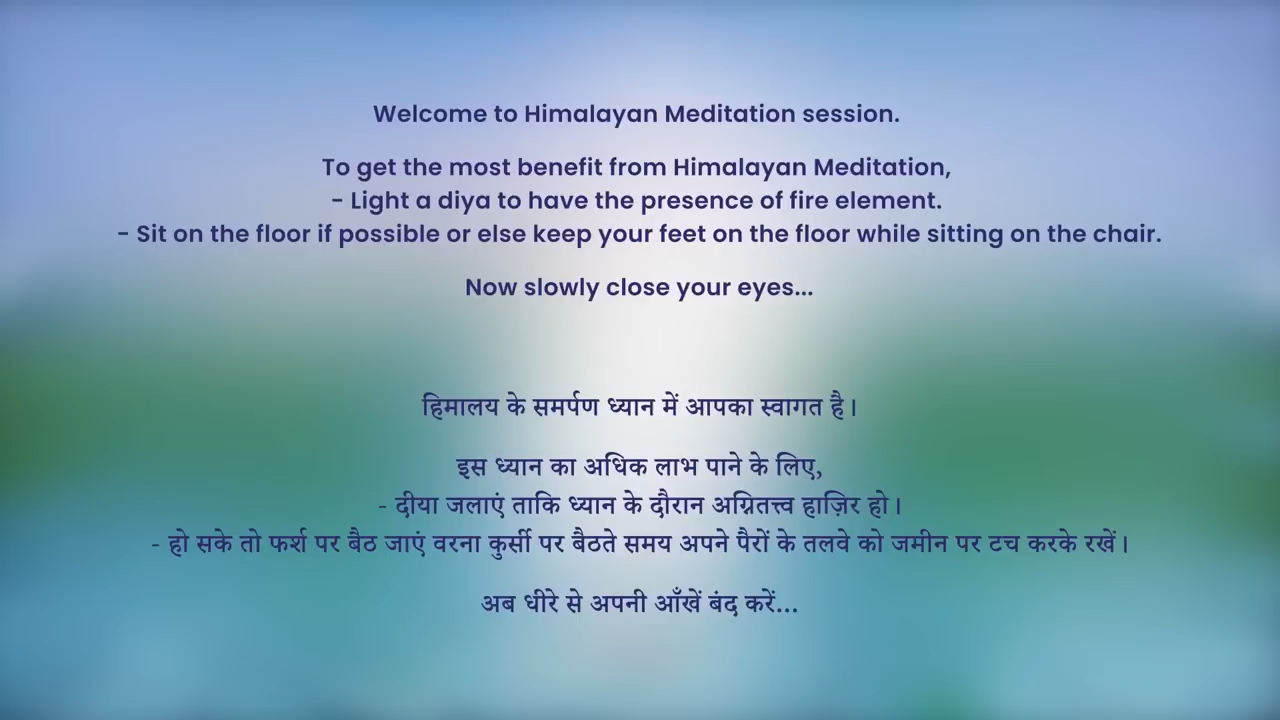 Welcome to Himalayan Meditation session.
To get the most benefit from Himalayan Meditation,
- Light a diya to have the presence of fire element.
- Sit on the floor if possible or else keep your feet on the floor while sitting on the chair.
Now slowly close your eyes...
हिमालय के समर्पण ध्यान में आपका स्वागत है।
इस ध्यान का अधिक लाभ पाने के लिए,
- दीया जलाएं ताकि ध्यान के दौरान अग्नितत्त्व हाज़िर हो।
- हो सके तो फर्श पर बैठ जाएं वरना कुर्सी पर बैठते समय अपने पैरों के तलवे को जमीन पर टच करके रखें।
अब धीरे से अपनी आँखें बंद करें...